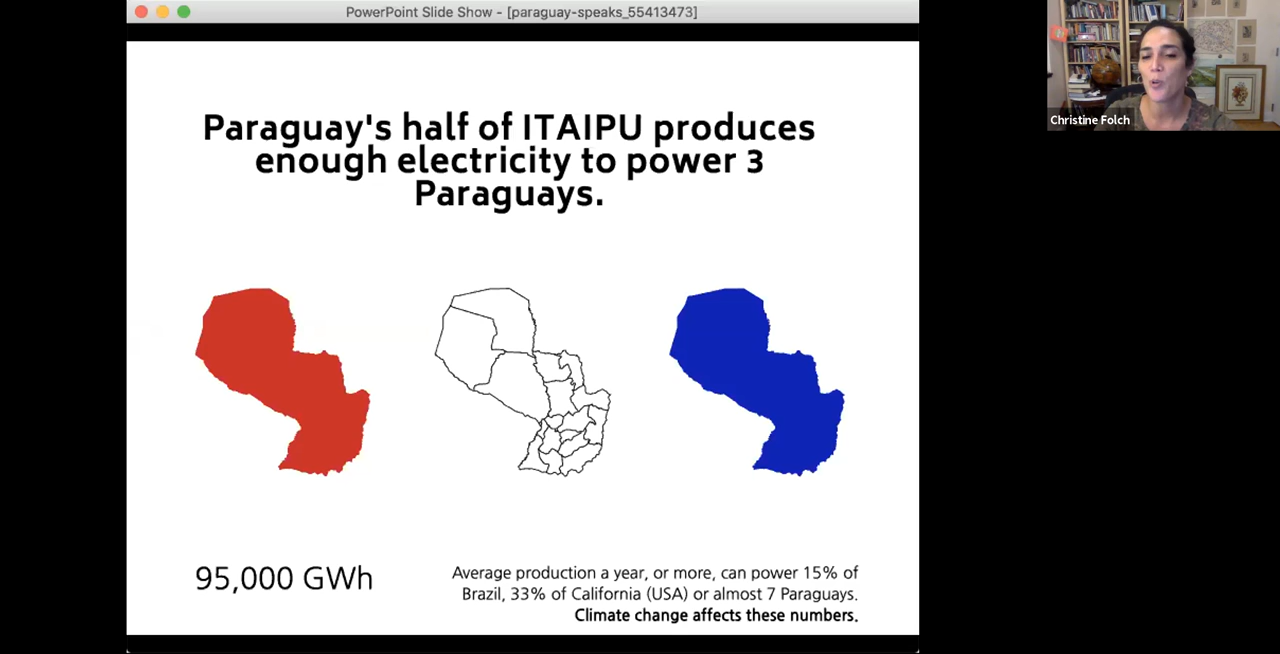 PowerPoint Slide Show - [paraguay-speaks_55413473]
Paraguay's half of ITAIPU produces
enough electricity to power 3
Paraguays.
95,000 GWh
Average production a year, or more, can power 15% of
Brazil, 33% of California (USA) or almost 7 Paraguays.
Climate change affects these numbers.
Christine Folch